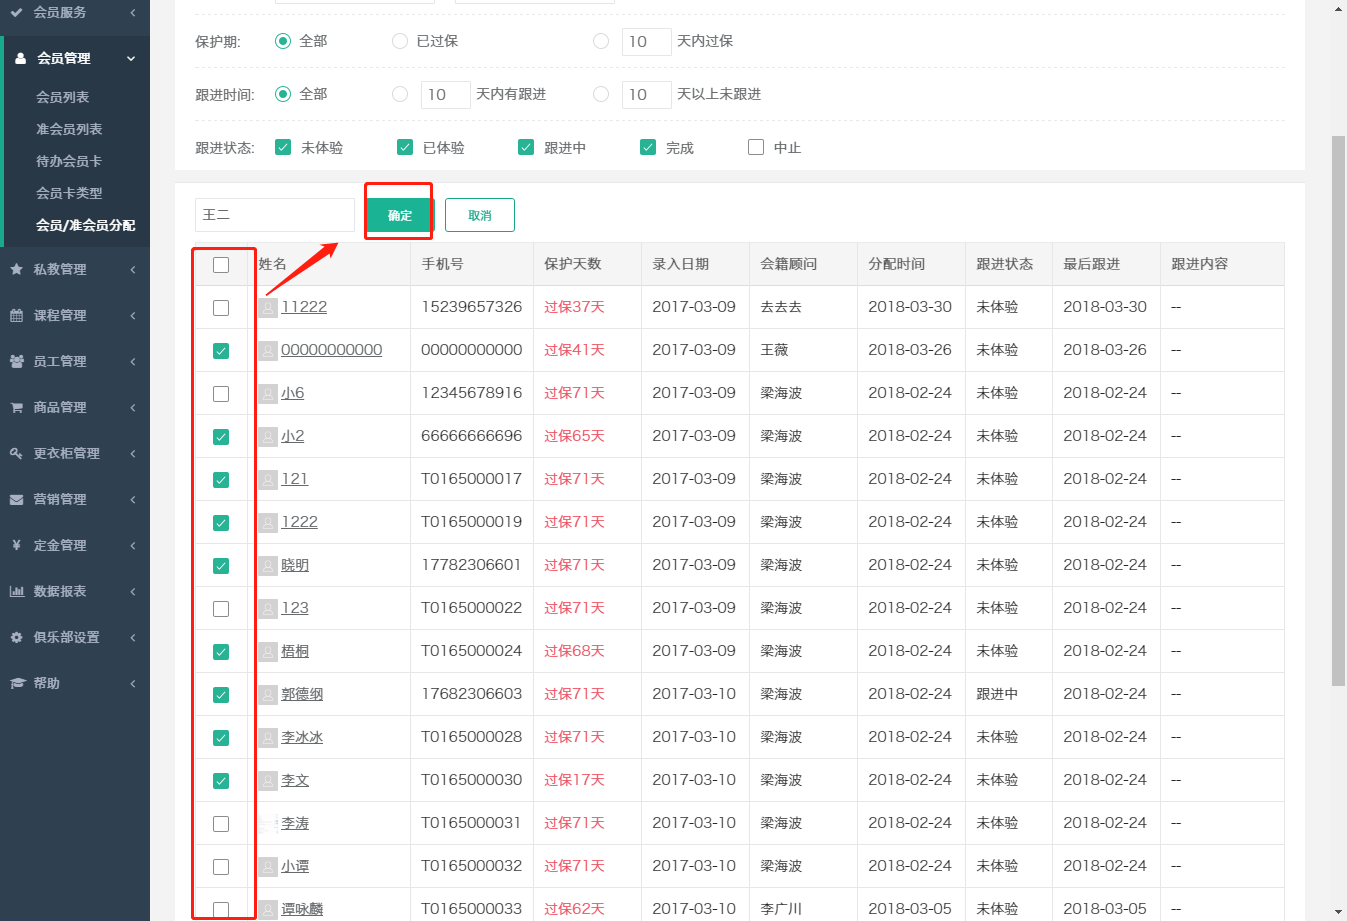 会员服务
会员管理
会员列表
准会员列表
待办会员卡
会员卡类型
会员/准会员分配
私教管理
课程管理
员工管理
商品管理
更衣柜管理
营销管理
定金管理
数据报表
俱乐部设置
帮助
保护期: 全部 已过保 10 天内过保
跟进时间: 全部 10 天内有跟进 10 天以上未跟进
跟进状态: 未体验 已体验 跟进中 完成 中止
王二 确定 取消
姓名 手机号 保护天数 录入日期 会籍顾问 分配时间 跟进状态 最后跟进 跟进内容
11222 15239657326 过保37天 2017-03-09 去去去 2018-03-30 未体验 2018-03-30 --
00000000000 00000000000 过保41天 2017-03-09 王薇 2018-03-26 未体验 2018-03-26 --
小6 12345678916 过保71天 2017-03-09 梁海波 2018-02-24 未体验 2018-02-24 --
小2 66666666696 过保65天 2017-03-09 梁海波 2018-02-24 未体验 2018-02-24 --
121 T0165000017 过保71天 2017-03-09 梁海波 2018-02-24 未体验 2018-02-24 --
1222 T0165000019 过保71天 2017-03-09 梁海波 2018-02-24 未体验 2018-02-24 --
晓明 17782306601 过保71天 2017-03-09 梁海波 2018-02-24 未体验 2018-02-24 --
123 T0165000022 过保71天 2017-03-09 梁海波 2018-02-24 未体验 2018-02-24 --
梧桐 T0165000024 过保68天 2017-03-09 梁海波 2018-02-24 未体验 2018-02-24 --
郭德纲 17682306603 过保71天 2017-03-10 梁海波 2018-02-24 跟进中 2018-02-24 --
李冰冰 T0165000028 过保71天 2017-03-10 梁海波 2018-02-24 未体验 2018-02-24 --
李文 T0165000030 过保17天 2017-03-10 梁海波 2018-02-24 未体验 2018-02-24 --
李涛 T0165000031 过保71天 2017-03-10 梁海波 2018-02-24 未体验 2018-02-24 --
小谭 T0165000032 过保71天 2017-03-10 梁海波 2018-02-24 未体验 2018-02-24 --
谭咏麟 T0165000033 过保62天 2017-03-10 李广川 2018-03-05 未体验 2018-03-05 --